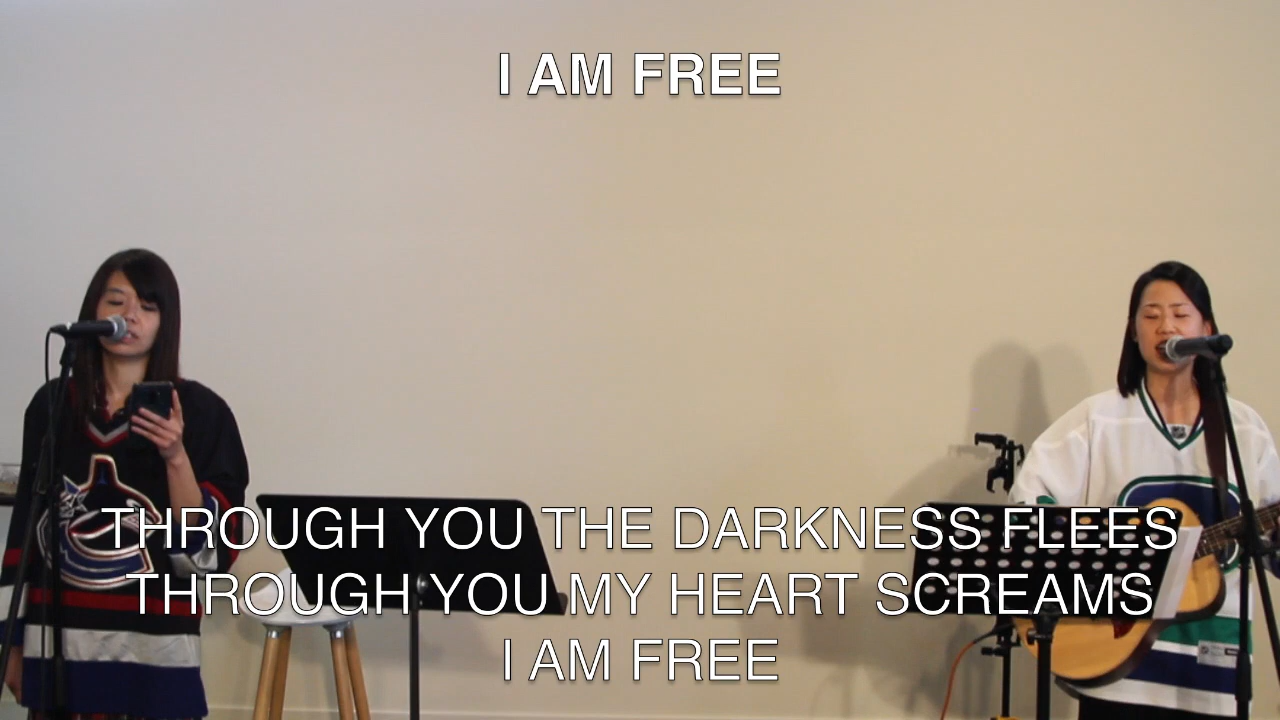 I AM FREE
THROUGH YOU THE DARKNESS FLEES
THROUGH YOU MY HEART SCREAMS
I AM FREE